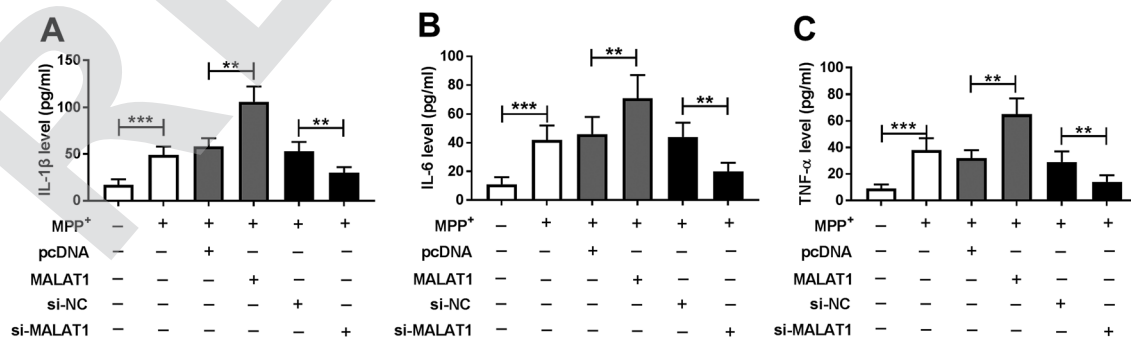 A
IL-1β level (pg/ml)
150
100
50
0
***
**
**
MPP+ – + + + + +
pcDNA – – + – – –
MALAT1 – – – + – –
si-NC – – – – + –
si-MALAT1 – – – – – +
B
IL-6 level (pg/ml)
100
80
60
40
20
0
***
**
**
MPP+ – + + + + +
pcDNA – – + – – –
MALAT1 – – – + – –
si-NC – – – – + –
si-MALAT1 – – – – – +
C
TNF-α level (pg/ml)
100
80
60
40
20
0
***
**
**
MPP+ – + + + + +
pcDNA – – + – – –
MALAT1 – – – + – –
si-NC – – – – + –
si-MALAT1 – – – – – +